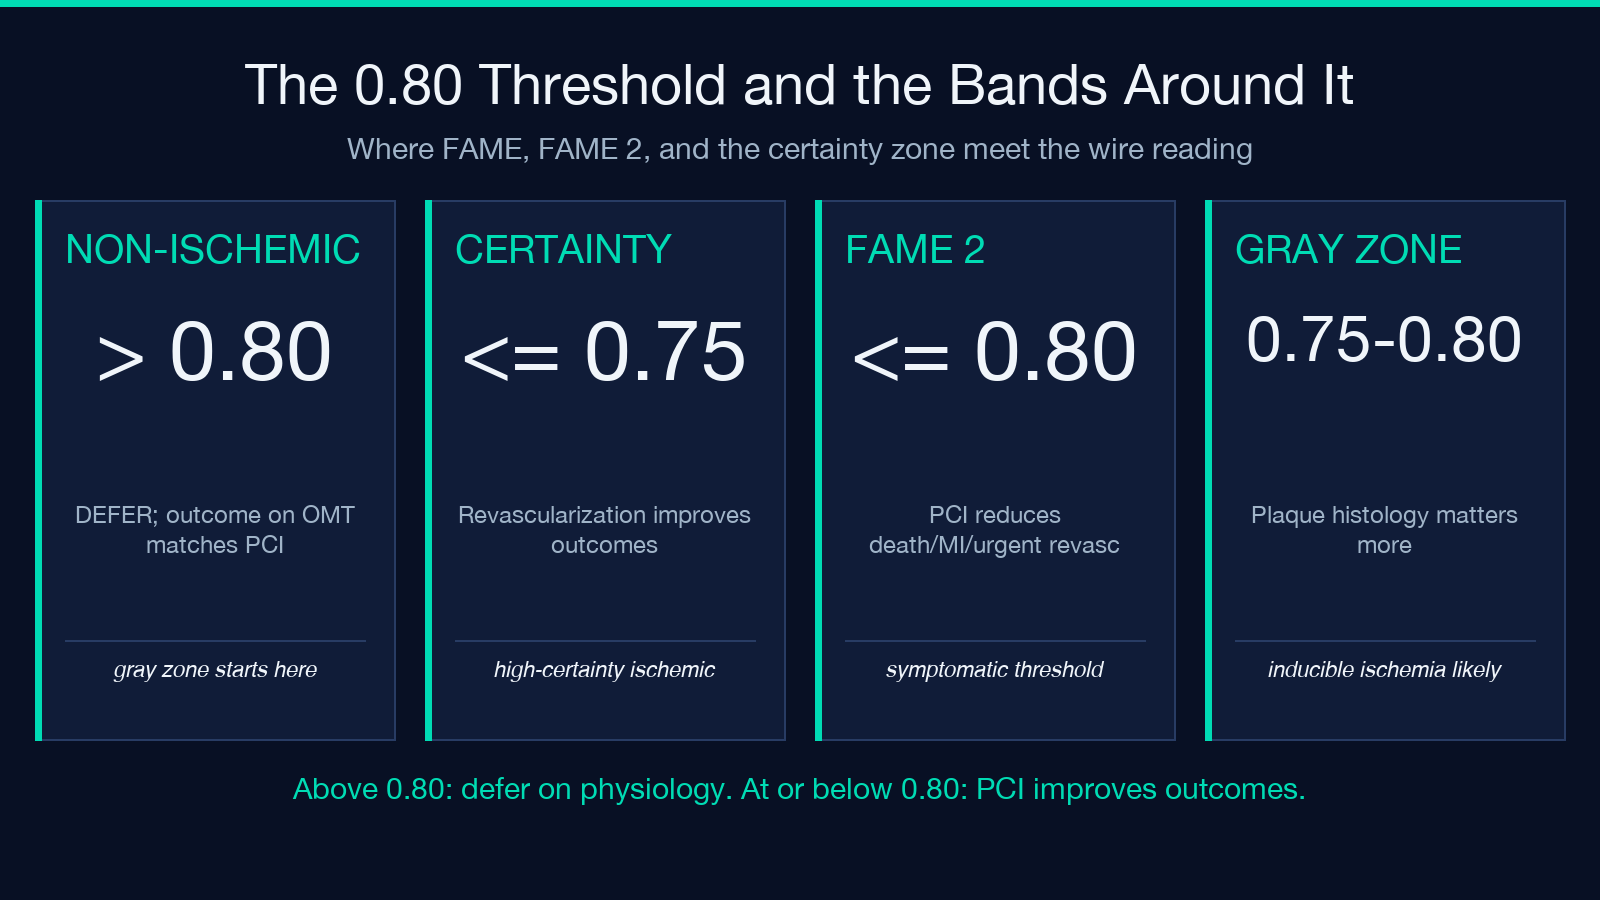 The 0.80 Threshold and the Bands Around It
Where FAME, FAME 2, and the certainty zone meet the wire reading
NON-ISCHEMIC
> 0.80
DEFER; outcome on OMT
matches PCI
gray zone starts here
CERTAINTY
<= 0.75
Revascularization improves
outcomes
high-certainty ischemic
FAME 2
<= 0.80
PCI reduces
death/MI/urgent revasc
symptomatic threshold
GRAY ZONE
0.75-0.80
Plaque histology matters
more
inducible ischemia likely
Above 0.80: defer on physiology. At or below 0.80: PCI improves outcomes.